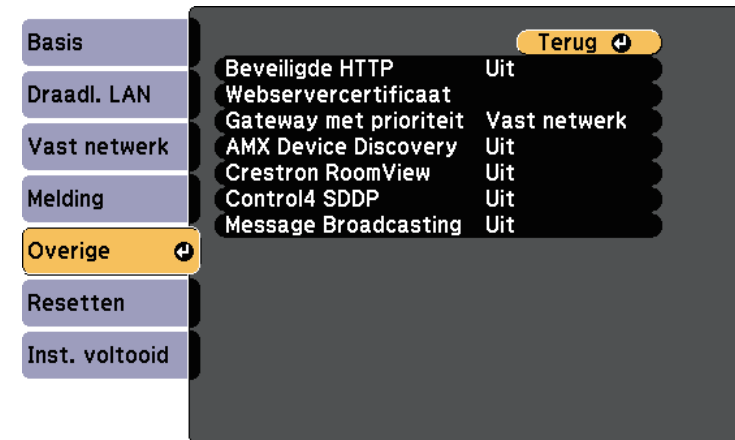 Basis
Draadl. LAN
Vast netwerk
Melding
Overige
Resetten
Inst. voltooid
Terug
Beveiligde HTTP Uit
Webservercertificaat
Gateway met prioriteit Vast netwerk
AMX Device Discovery Uit
Crestron RoomView Uit
Control4 SDDP Uit
Message Broadcasting Uit